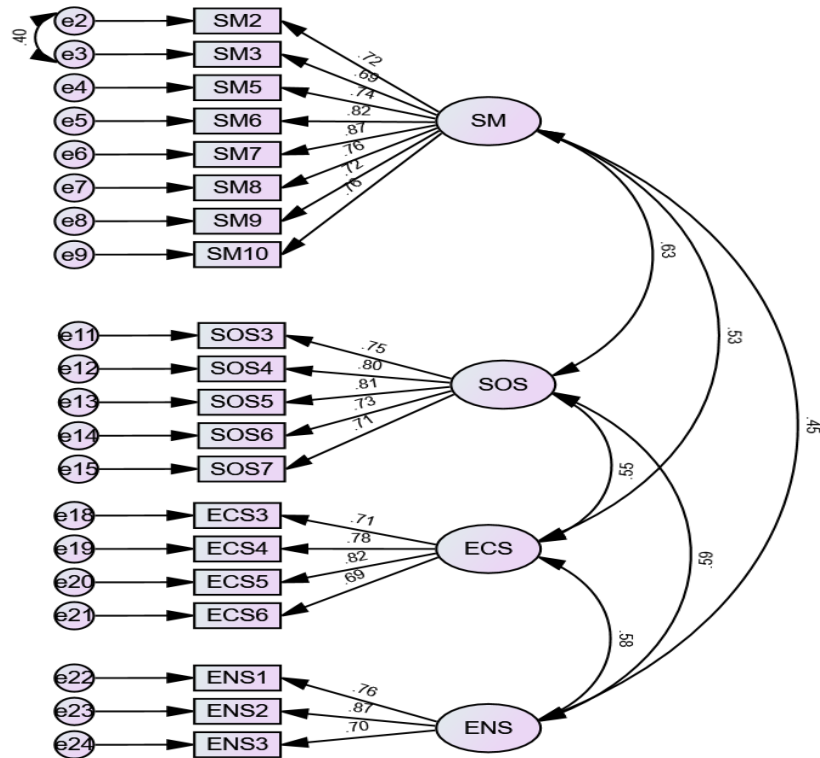 e2 SM2
.40
e3 SM3
.72
.69
e4 SM5
.74
e5 SM6
.82
SM
e6 SM7
.87
e7 SM8
.76
.72
e8 SM9
.76
e9 SM10
.63
.53
e11 SOS3
.75
e12 SOS4
.80
SOS
e13 SOS5
.81
e14 SOS6
.73
.45
e15 SOS7
.71
.55
e18 ECS3
.71
e19 ECS4
.78
ECS
.65
e20 ECS5
.82
e21 ECS6
.69
.58
e22 ENS1
.76
e23 ENS2
.87
ENS
e24 ENS3
.70